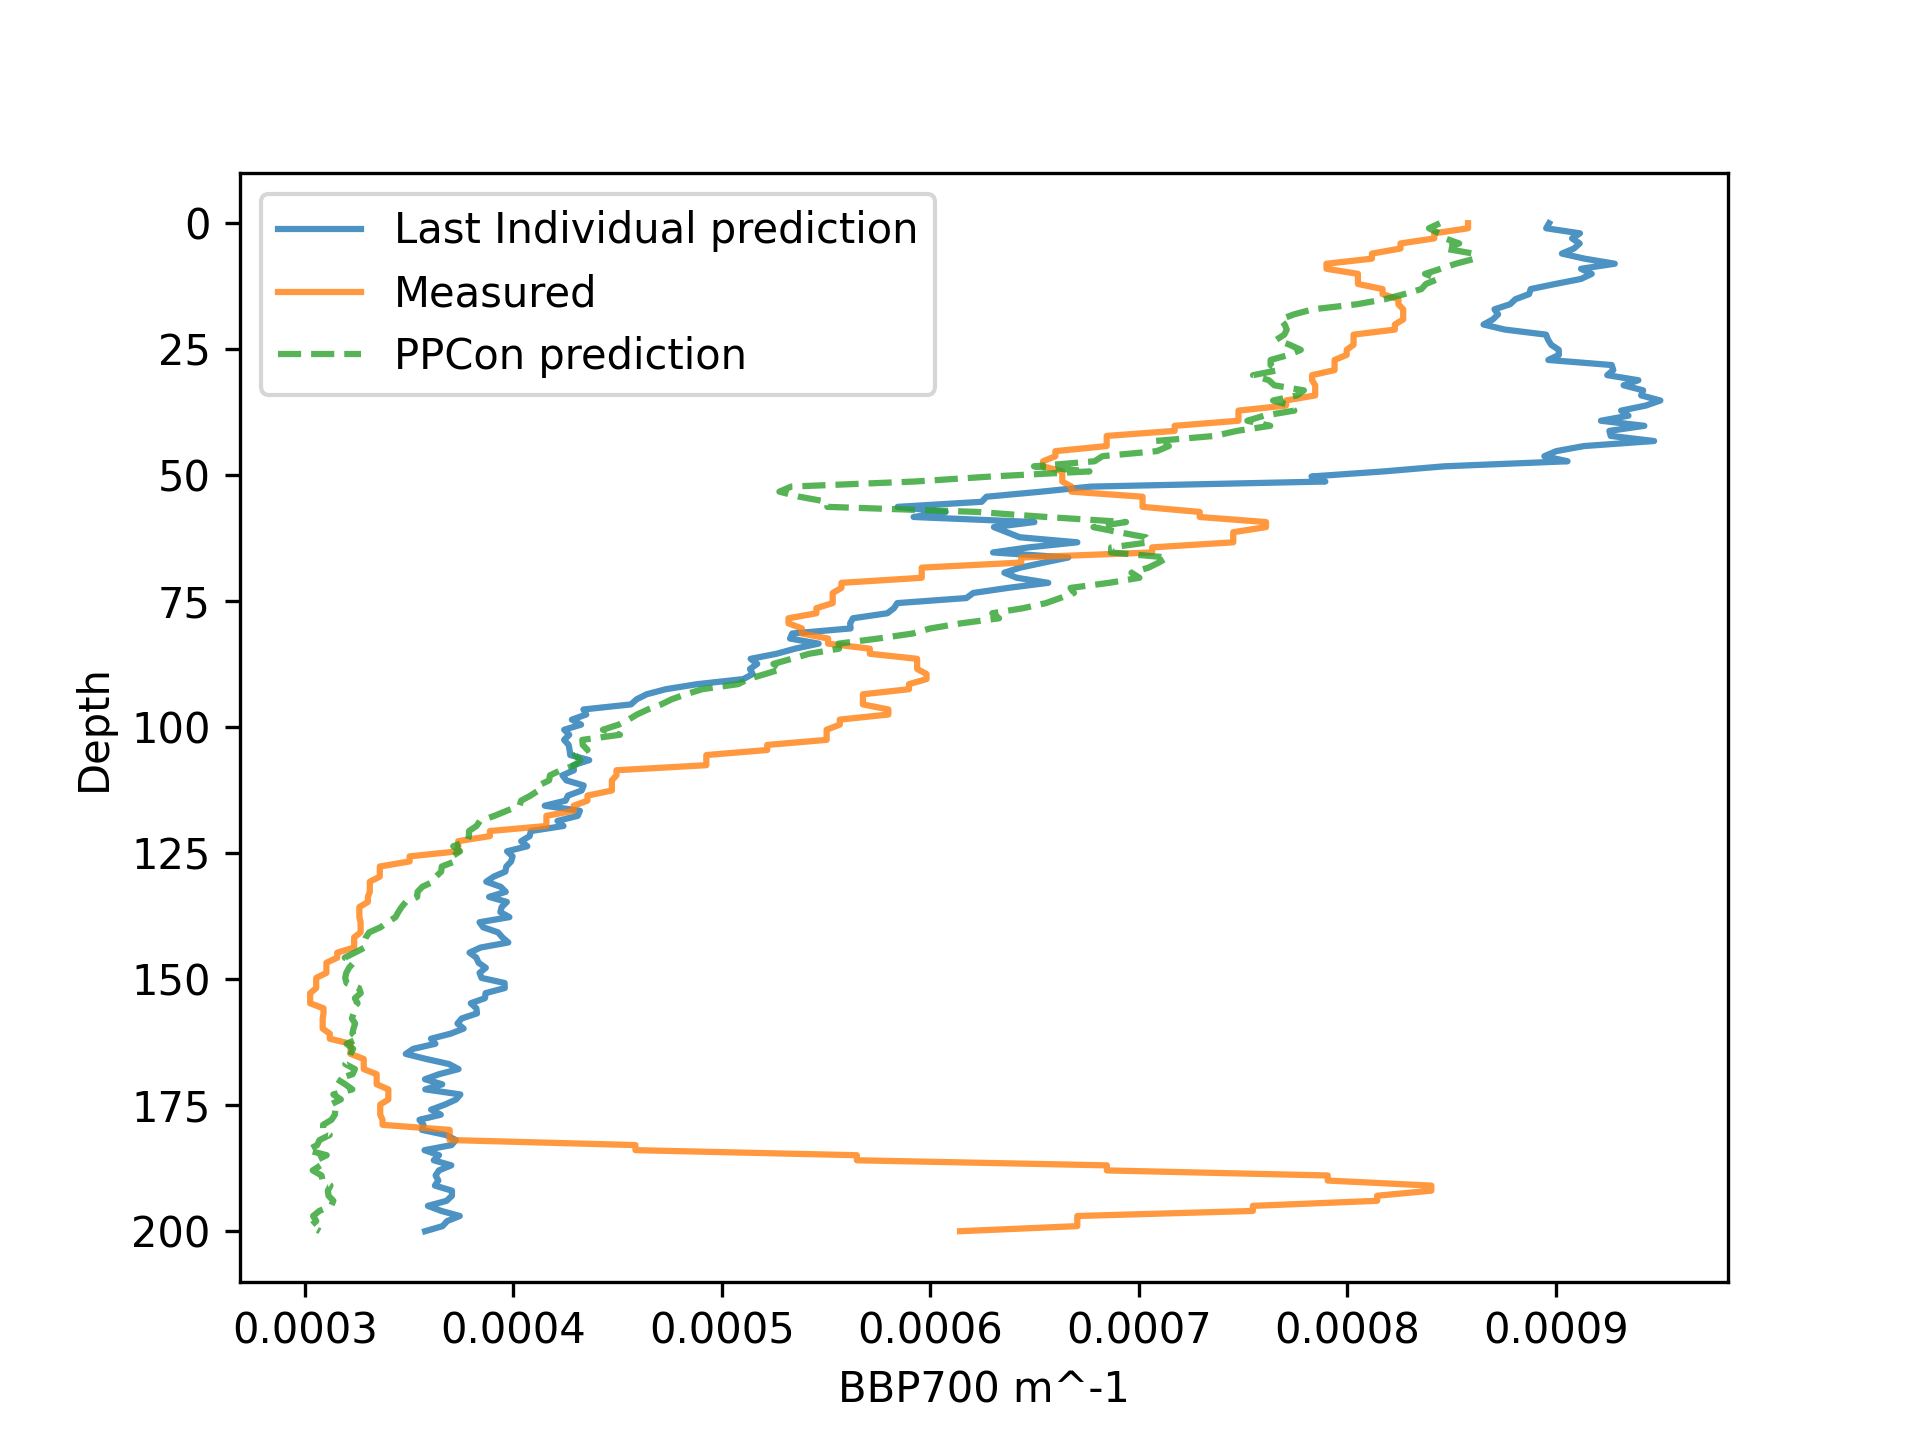 Last Individual prediction
Measured
PPCon prediction
Depth
0
25
50
75
100
125
150
175
200
0.0003 0.0004 0.0005 0.0006 0.0007 0.0008 0.0009
BBP700 m^-1